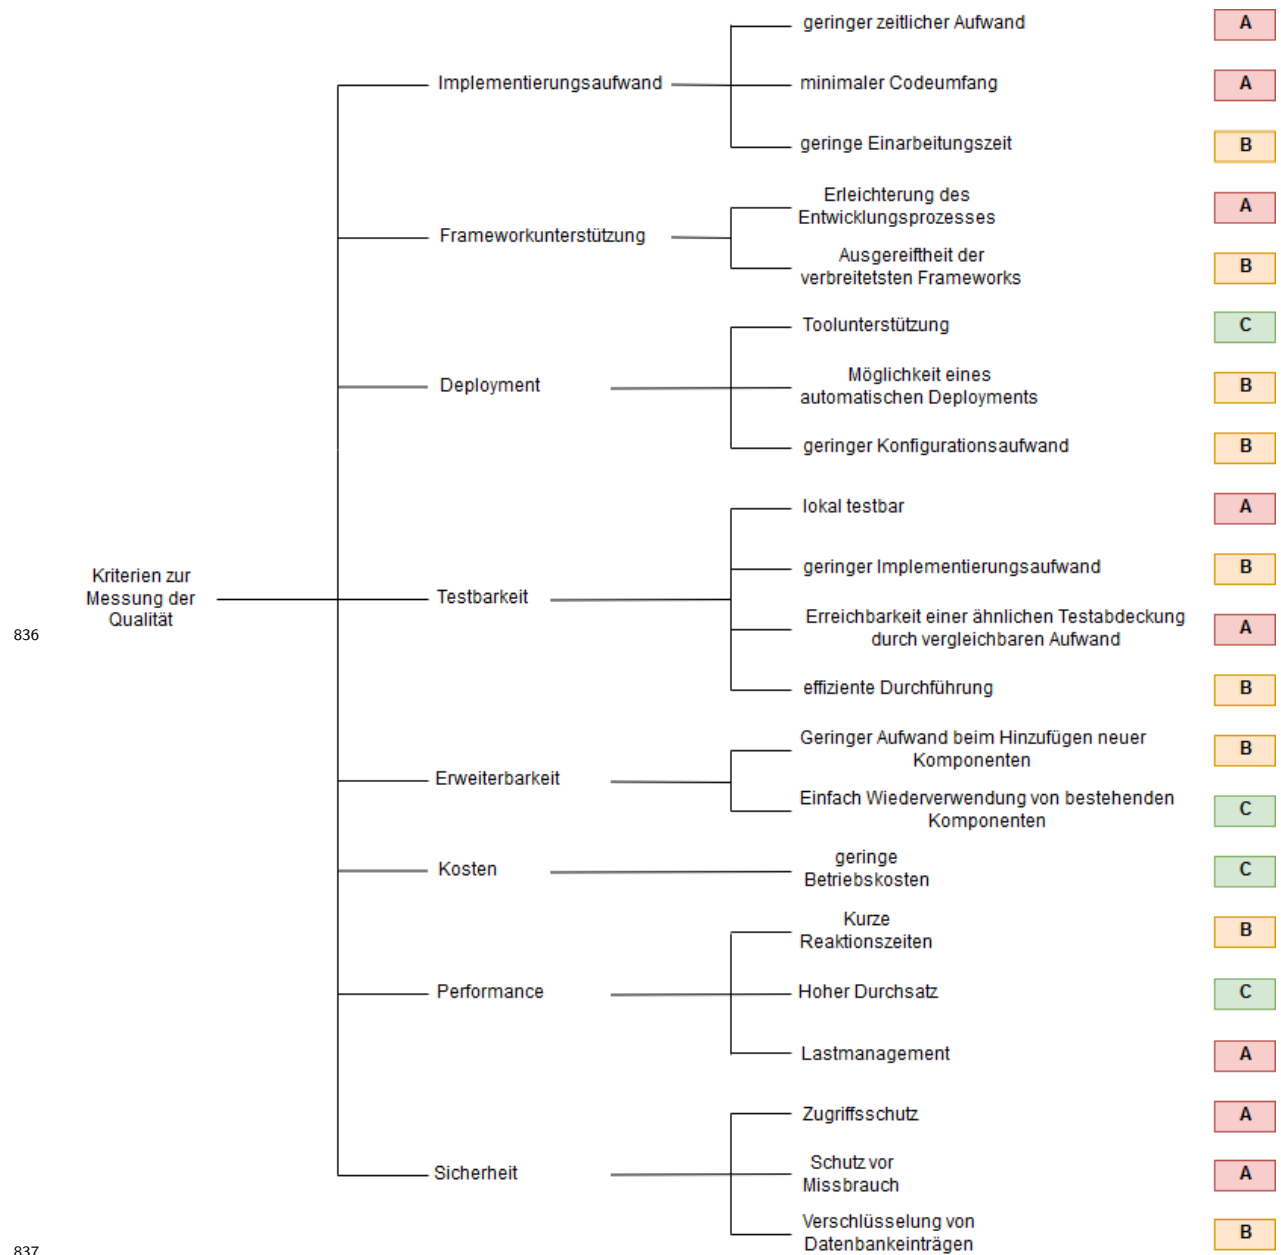 geringer zeitlicher Aufwand A
Implementierungsaufwand minimaler Codeumfang A
geringe Einarbeitungszeit B
Erleichterung des
Entwicklungsprozesses A
Frameworkunterstützung
Ausgereiftheit der
verbreitetsten Frameworks B
Toolunterstützung C
Deployment
Möglichkeit eines
automatischen Deployments B
geringer Konfigurationsaufwand B
lokal testbar A
geringer Implementierungsaufwand B
Kriterien zur
Messung der
Qualität
Testbarkeit
836
Erreichbarkeit einer ähnlichen Testabdeckung
durch vergleichbaren Aufwand A
effiziente Durchführung B
Geringer Aufwand beim Hinzufügen neuer
Komponenten B
Erweiterbarkeit
Einfach Wiederverwendung von bestehenden
Komponenten C
Kosten
geringe
Betriebskosten C
Kurze
Reaktionszeiten B
Performance Hoher Durchsatz C
Lastmanagement A
Zugriffsschutz A
Sicherheit
Schutz vor
Missbrauch A
Verschlüsselung von
Datenbankeinträgen B
837